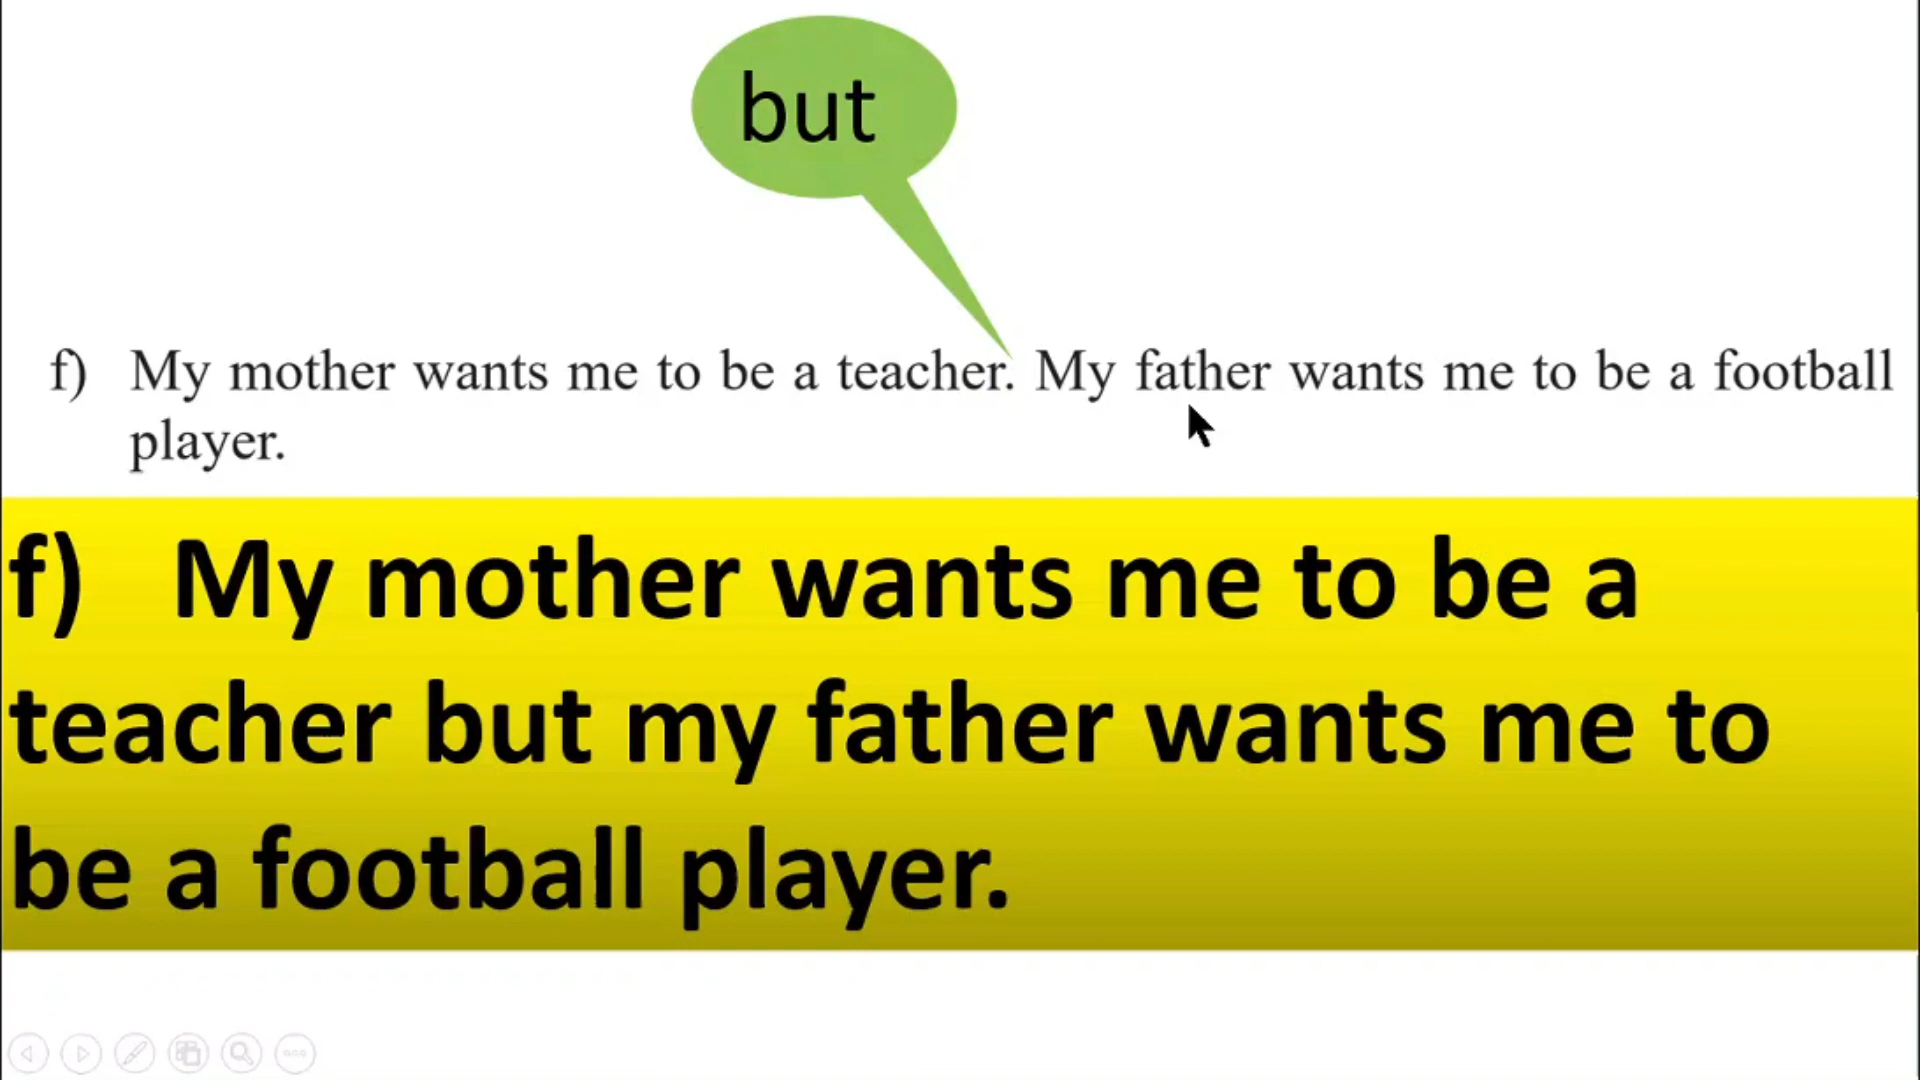 but
f) My mother wants me to be a teacher. My father wants me to be a football
player.
f) My mother wants me to be a
teacher but my father wants me to
be a football player.